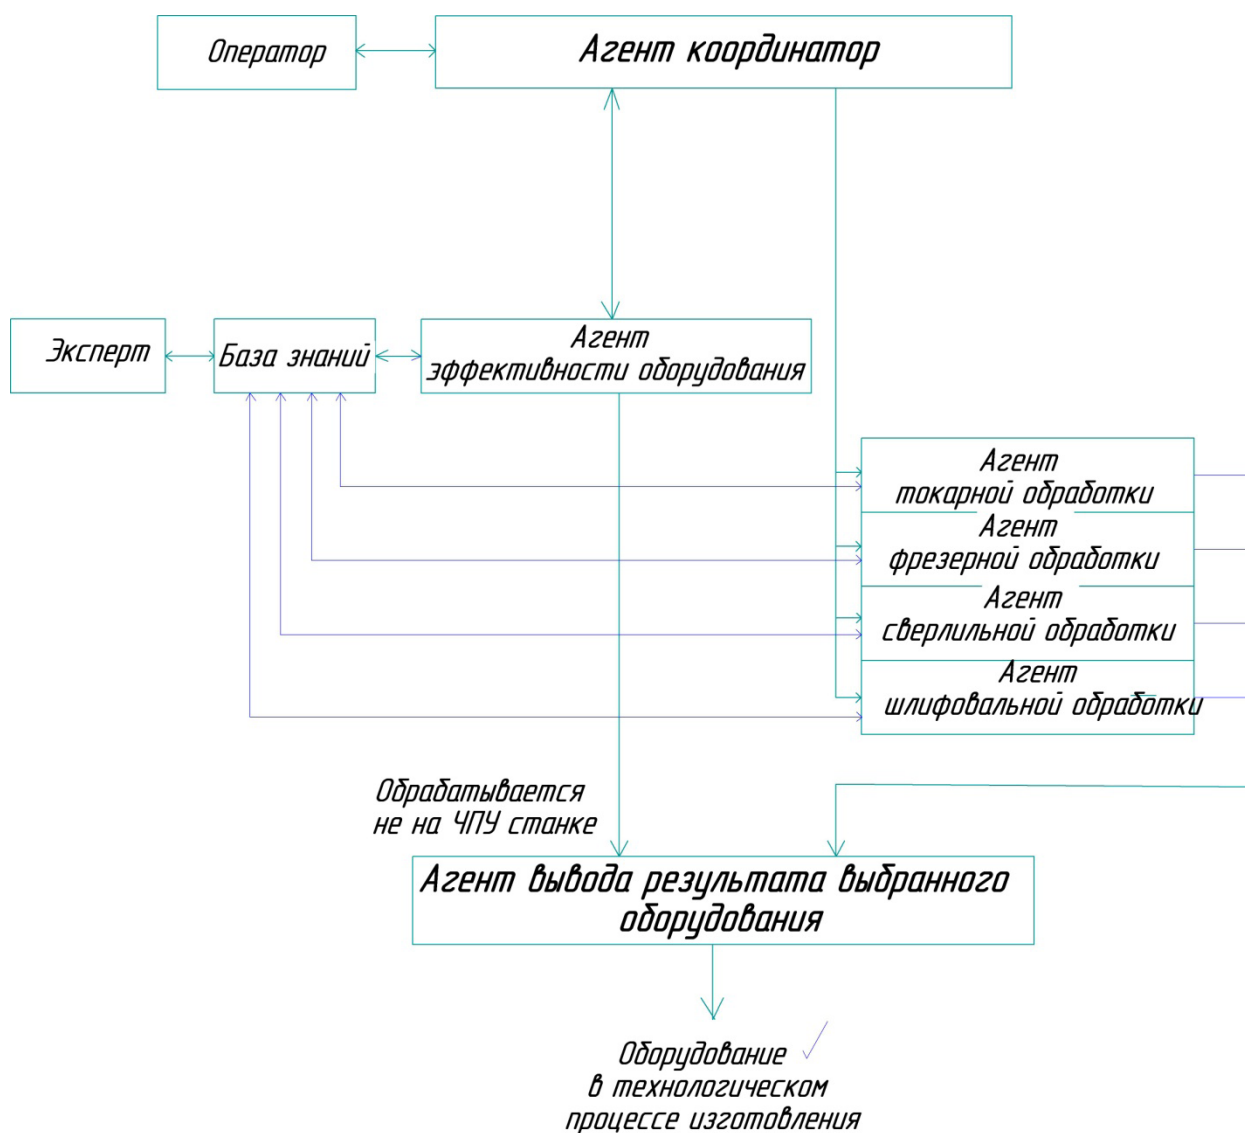 Оператор
Агент координатор
Эксперт
База знаний
Агент
эффективности оборудования
Агент
токарной обработки
Агент
фрезерной обработки
Агент
сверлильной обработки
Агент
шлифовальной обработки
Обрабатывается
не на ЧПУ станке
Агент вывода результата выбранного
оборудования
Оборудование
в технологическом
процессе изготовления